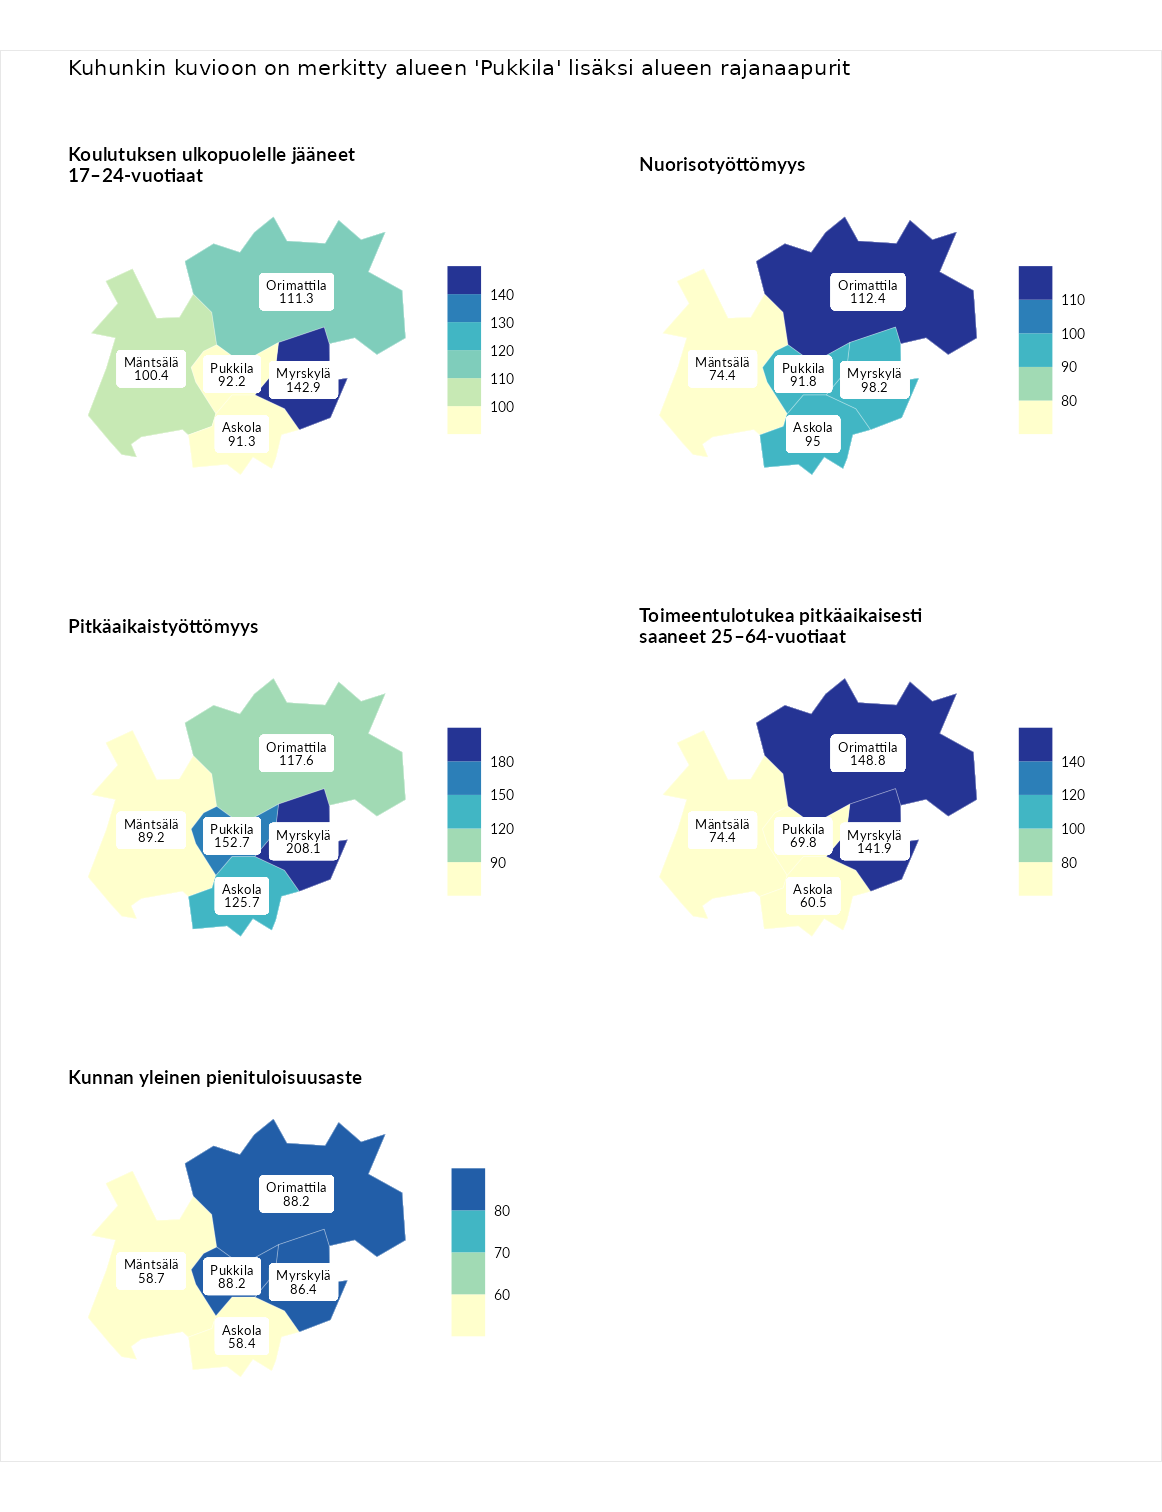 Kuhunkin kuvioon on merkitty alueen 'Pukkila' lisäksi alueen rajanaapurit
Koulutuksen ulkopuolelle jääneet
17–24-vuotiaat
Orimattila
111.3
Mäntsälä
100.4
Pukkila
92.2
Myrskylä
142.9
Askola
91.3
140
130
120
110
100
Nuorisotyöttömyys
Orimattila
112.4
Mäntsälä
74.4
Pukkila
91.8
Myrskylä
98.2
Askola
95
110
100
90
80
Pitkäaikaistyöttömyys
Orimattila
117.6
Mäntsälä
89.2
Pukkila
152.7
Myrskylä
208.1
Askola
125.7
180
150
120
90
Toimeentulotukea pitkäaikaisesti
saaneet 25–64-vuotiaat
Orimattila
148.8
Mäntsälä
74.4
Pukkila
69.8
Myrskylä
141.9
Askola
60.5
140
120
100
80
Kunnan yleinen pienituloisuusaste
Orimattila
88.2
Mäntsälä
58.7
Pukkila
88.2
Myrskylä
86.4
Askola
58.4
80
70
60